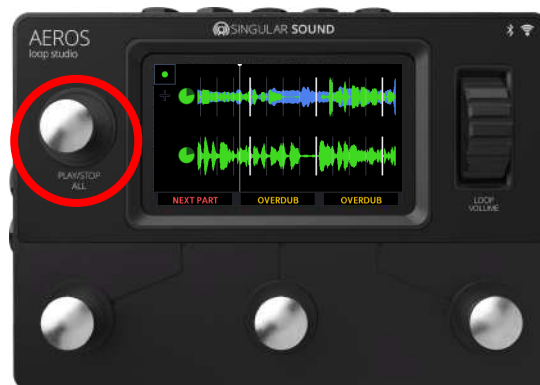 AEROS
loop studio
SINGULAR SOUND
PLAY/STOP
ALL
NEXT PART
OVERDUB
OVERDUB
LOOP
VOLUME